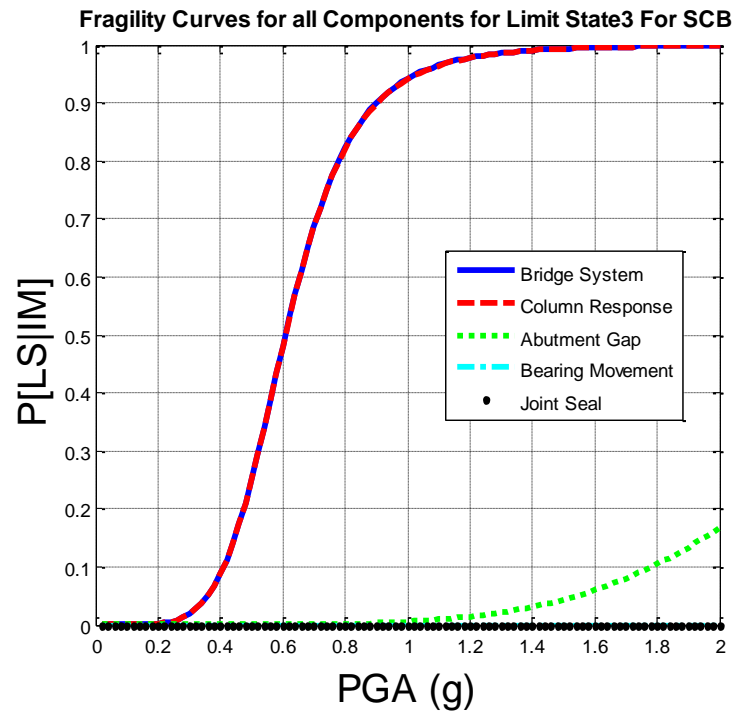 Fragility Curves for all Components for Limit State3 For SCB
1
0.9
0.8
0.7
0.6
0.5
0.4
0.3
0.2
0.1
0
P[LS|IM]
Bridge System
Column Response
Abutment Gap
Bearing Movement
Joint Seal
0 0.2 0.4 0.6 0.8 1 1.2 1.4 1.6 1.8 2
PGA (g)